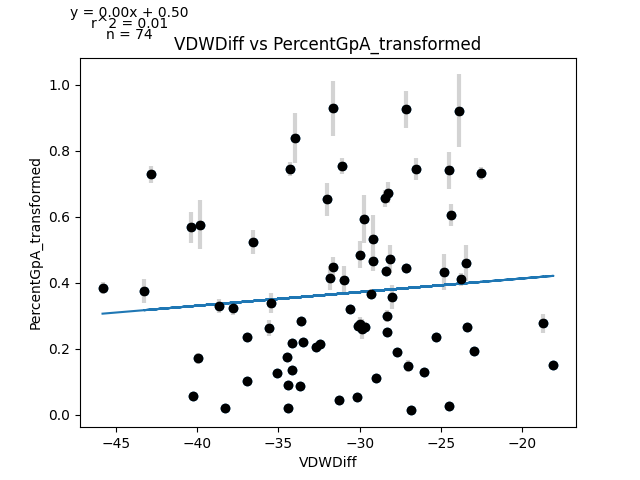 y = 0.00x + 0.50
r^2 = 0.01
n = 74
VDWDiff vs PercentGpA_transformed
1.0
0.8
0.6
0.4
0.2
0.0
PercentGpA_transformed
−45
−40
−35
−30
−25
−20
VDWDiff